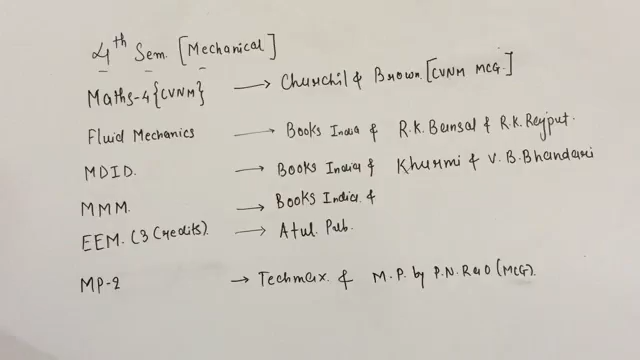 4th Sem. [Mechanical]
Maths-4 {CVNM} → Churchil & Brown [CVNM MCG.]
Fluid Mechanics → Books India & R.K. Bansal & R.K. Rajput.
MDID. → Books India & Khurmi & V.B. Bhandari
MMM. → Books India &
EEM. (3 Credits). → Atul Pub.
MP-2 → Techmax. & M.P. by P.N. Rao (MCG).